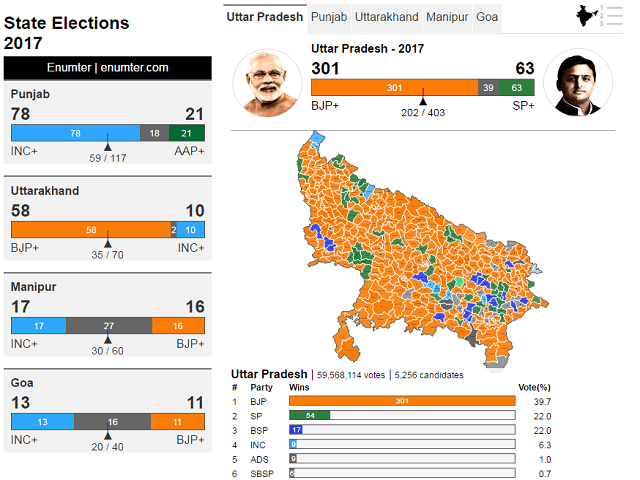 State Elections
2017
Enumter | enumter.com
Punjab
78 21
78 18 21
INC+ AAP+
59 / 117
Uttarakhand
58 10
58 2 10
BJP+ INC+
35 / 70
Manipur
17 16
17 27 16
INC+ BJP+
30 / 60
Goa
13 11
13 16 11
INC+ BJP+
20 / 40
Uttar Pradesh Punjab Uttarakhand Manipur Goa
1
2
3
Uttar Pradesh - 2017
301 63
301 39 63
BJP+ SP+
202 / 403
Uttar Pradesh | 59,568,114 votes | 5,256 candidates
# Party Wins Vote(%)
1 BJP 301 39.7
2 SP 54 22.0
3 BSP 17 22.0
4 INC 9 6.3
5 ADS 9 1.0
6 SBSP 0.7